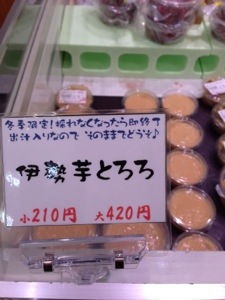 冬季限定!採れなくなったら即終了
出汁入りなので そのままでどうぞ♪
伊勢芋とろろ
小210円 大420円